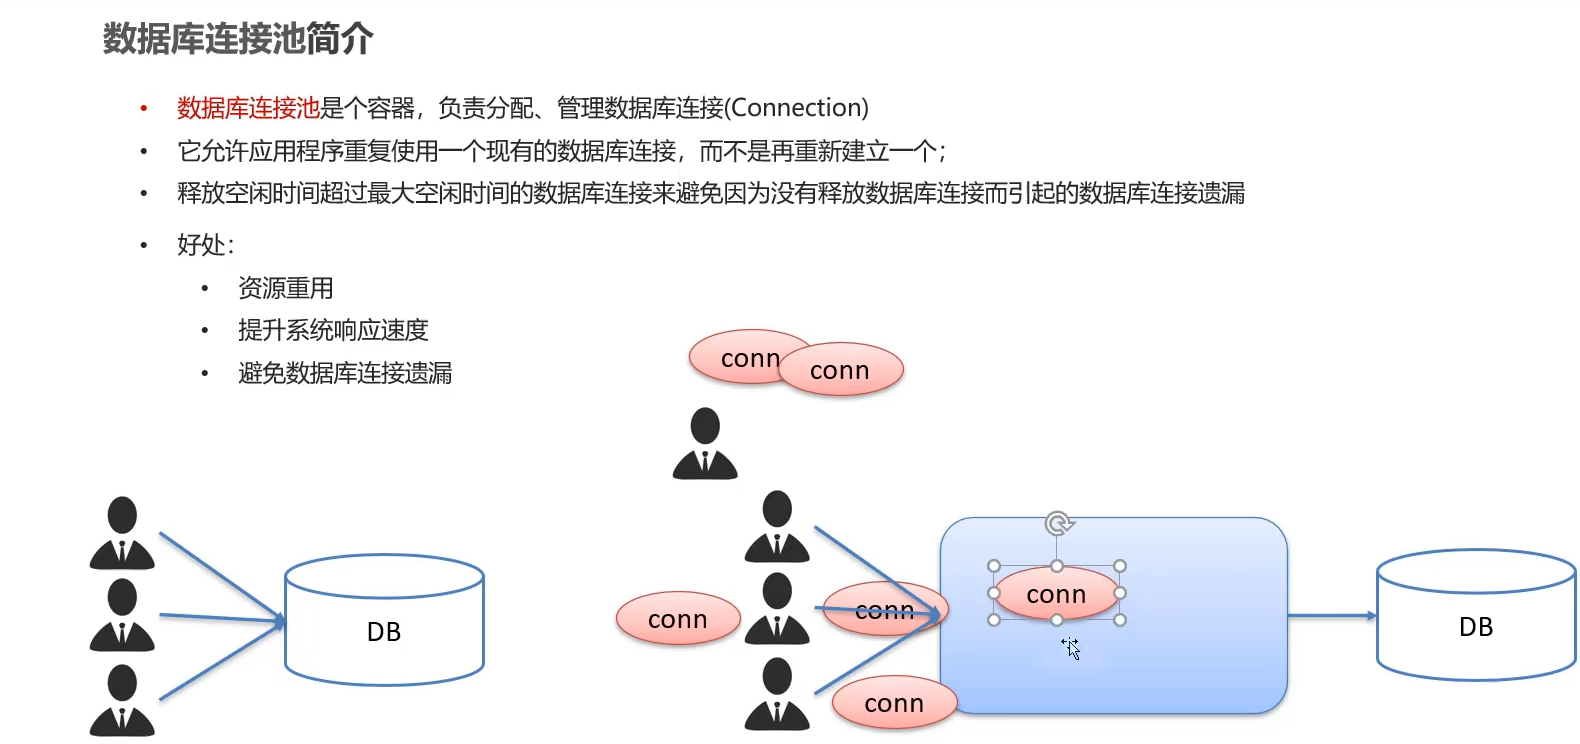 数据库连接池简介
• 数据库连接池是个容器，负责分配、管理数据库连接(Connection)
• 它允许应用程序重复使用一个现有的数据库连接，而不是再重新建立一个；
• 释放空闲时间超过最大空闲时间的数据库连接来避免因为没有释放数据库连接而引起的数据库连接遗漏
• 好处：
• 资源重用
• 提升系统响应速度
• 避免数据库连接遗漏
conn
conn
conn
conn
conn
conn
DB
DB